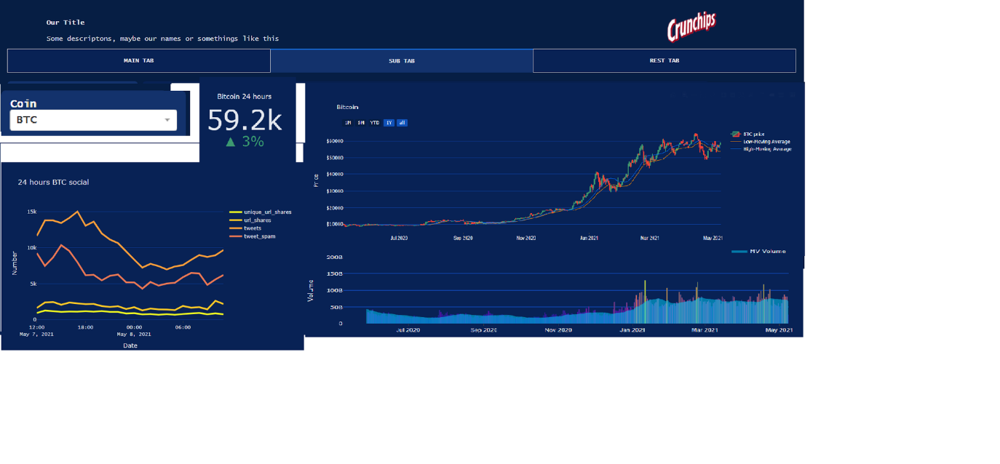 Our Title
Some descriptons, maybe our names or somethings like this
Crunchips
MAIN TAB
SUB TAB
REST TAB
Coin
BTC
Bitcoin 24 hours
59.2k
▲ 3%
24 hours BTC social
15k
10k
5k
0
Number
12:00
May 7, 2021
18:00
00:00
May 8, 2021
06:00
Date
unique_url_shares
url_shares
tweets
tweet_spam
Bitcoin
1M
6M
YTD
1Y
all
$60000
$50000
$40000
$30000
$20000
$10000
Price
Jul 2020
Sep 2020
Nov 2020
Jan 2021
Mar 2021
May 2021
BTC price
Low-Moving Average
High-Moving Average
MV Volume
200B
150B
100B
50B
0
Volume
Jul 2020
Sep 2020
Nov 2020
Jan 2021
Mar 2021
May 2021